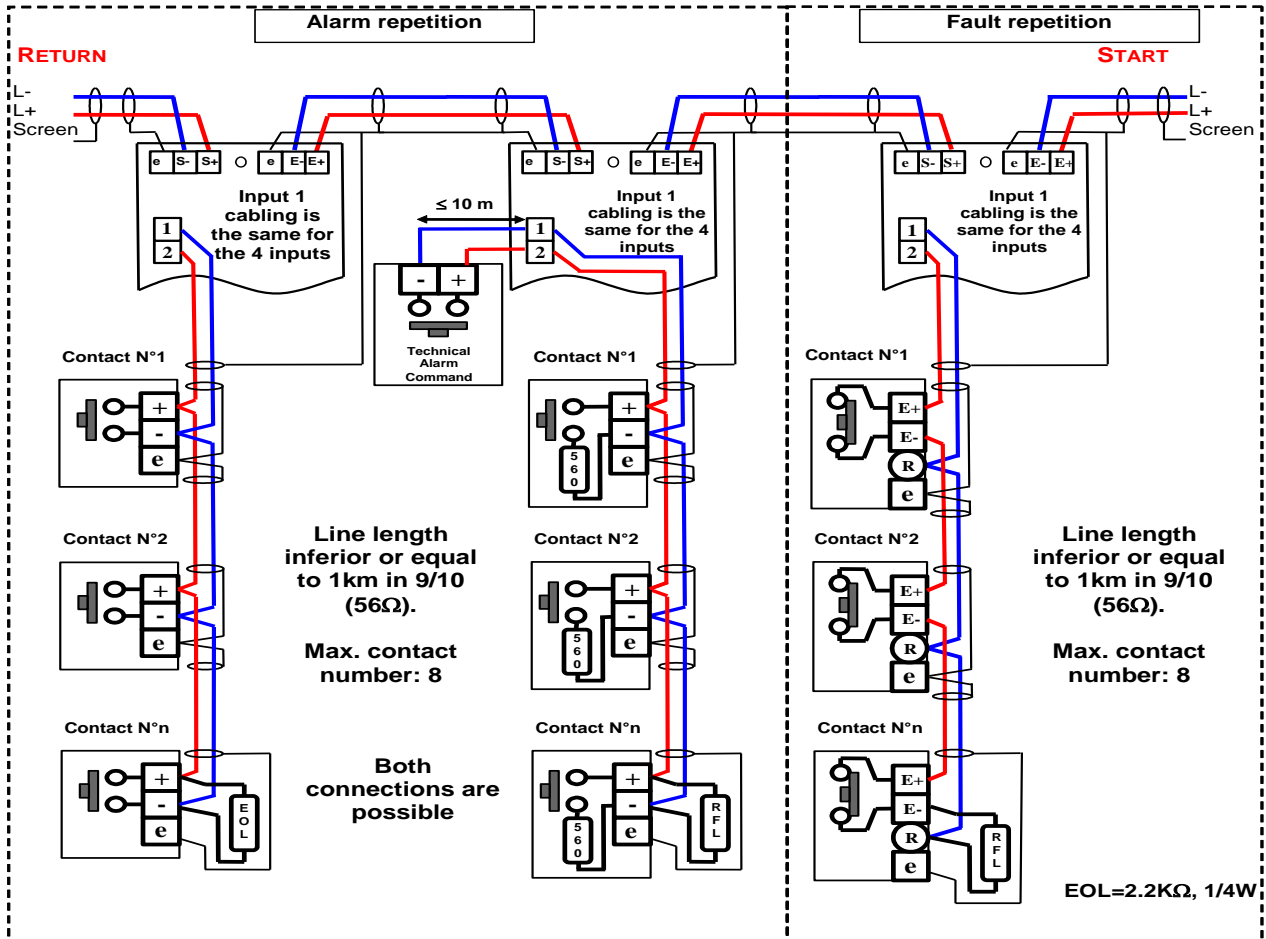 Alarm repetition
Fault repetition
RETURN
START
L-
L+
Screen
L-
L+
Screen
e S- S+
e E- E+
e S- S+
e E- E+
e S- S+
e E- E+
Input 1
cabling is
the same for
the 4 inputs
1
2
≤ 10 m
Input 1
cabling is the
same for the 4
inputs
1
2
Input 1
cabling is the
same for the 4
inputs
1
2
- +
Technical
Alarm
Command
Contact N°1
+
-
e
Contact N°2
+
-
e
Contact N°n
+
-
e
EOL
Line length
inferior or equal
to 1km in 9/10
(56Ω).
Max. contact
number: 8
Both
connections are
possible
Contact N°1
+
-
e
560
Contact N°2
+
-
e
560
Contact N°n
+
-
e
560
RFL
Contact N°1
E+
E-
R
e
Contact N°2
E+
E-
R
e
Contact N°n
E+
E-
R
e
RFL
Line length
inferior or equal
to 1km in 9/10
(56Ω).
Max. contact
number: 8
EOL=2.2KΩ, 1/4W